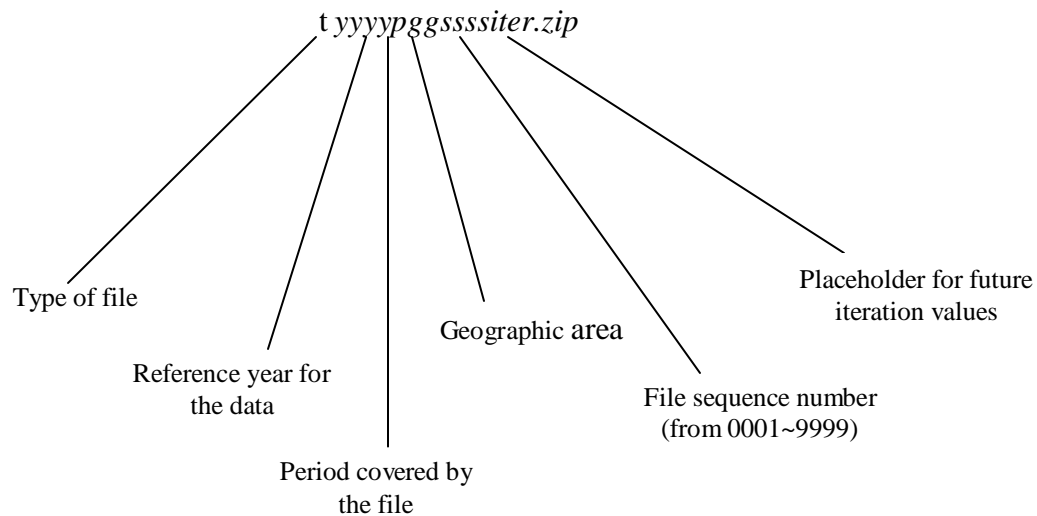 t yyyypggssssiter.zip
Type of file
Reference year for
the data
Period covered by
the file
Geographic area
File sequence number
(from 0001~9999)
Placeholder for future
iteration values